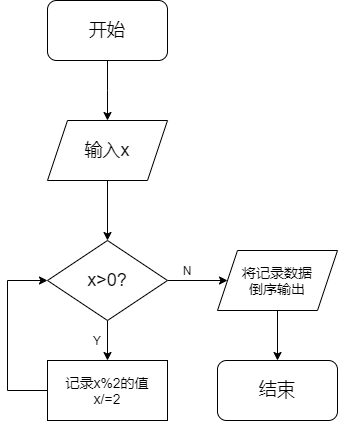 开始
输入x
x>0?
N
将记录数据
倒序输出
Y
记录x%2的值
x/=2
结束